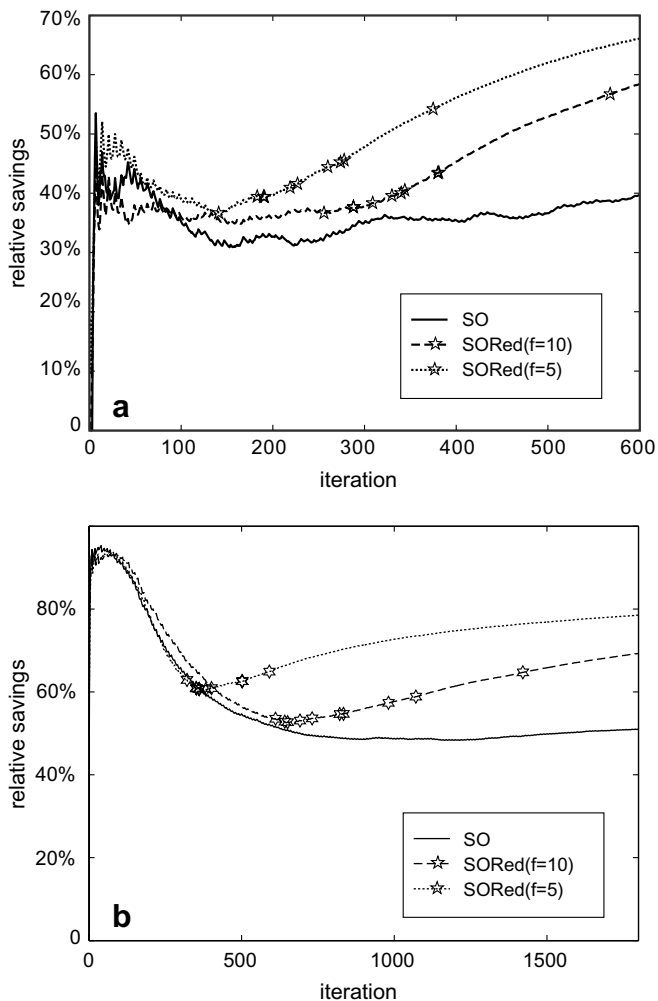 70%
60%
50%
40%
30%
20%
10%
0
relative savings
SO
SORed(f=10)
SORed(f=5)
a
0 100 200 300 400 500 600
iteration
80%
60%
40%
20%
0
relative savings
SO
SORed(f=10)
SORed(f=5)
b
0 500 1000 1500
iteration